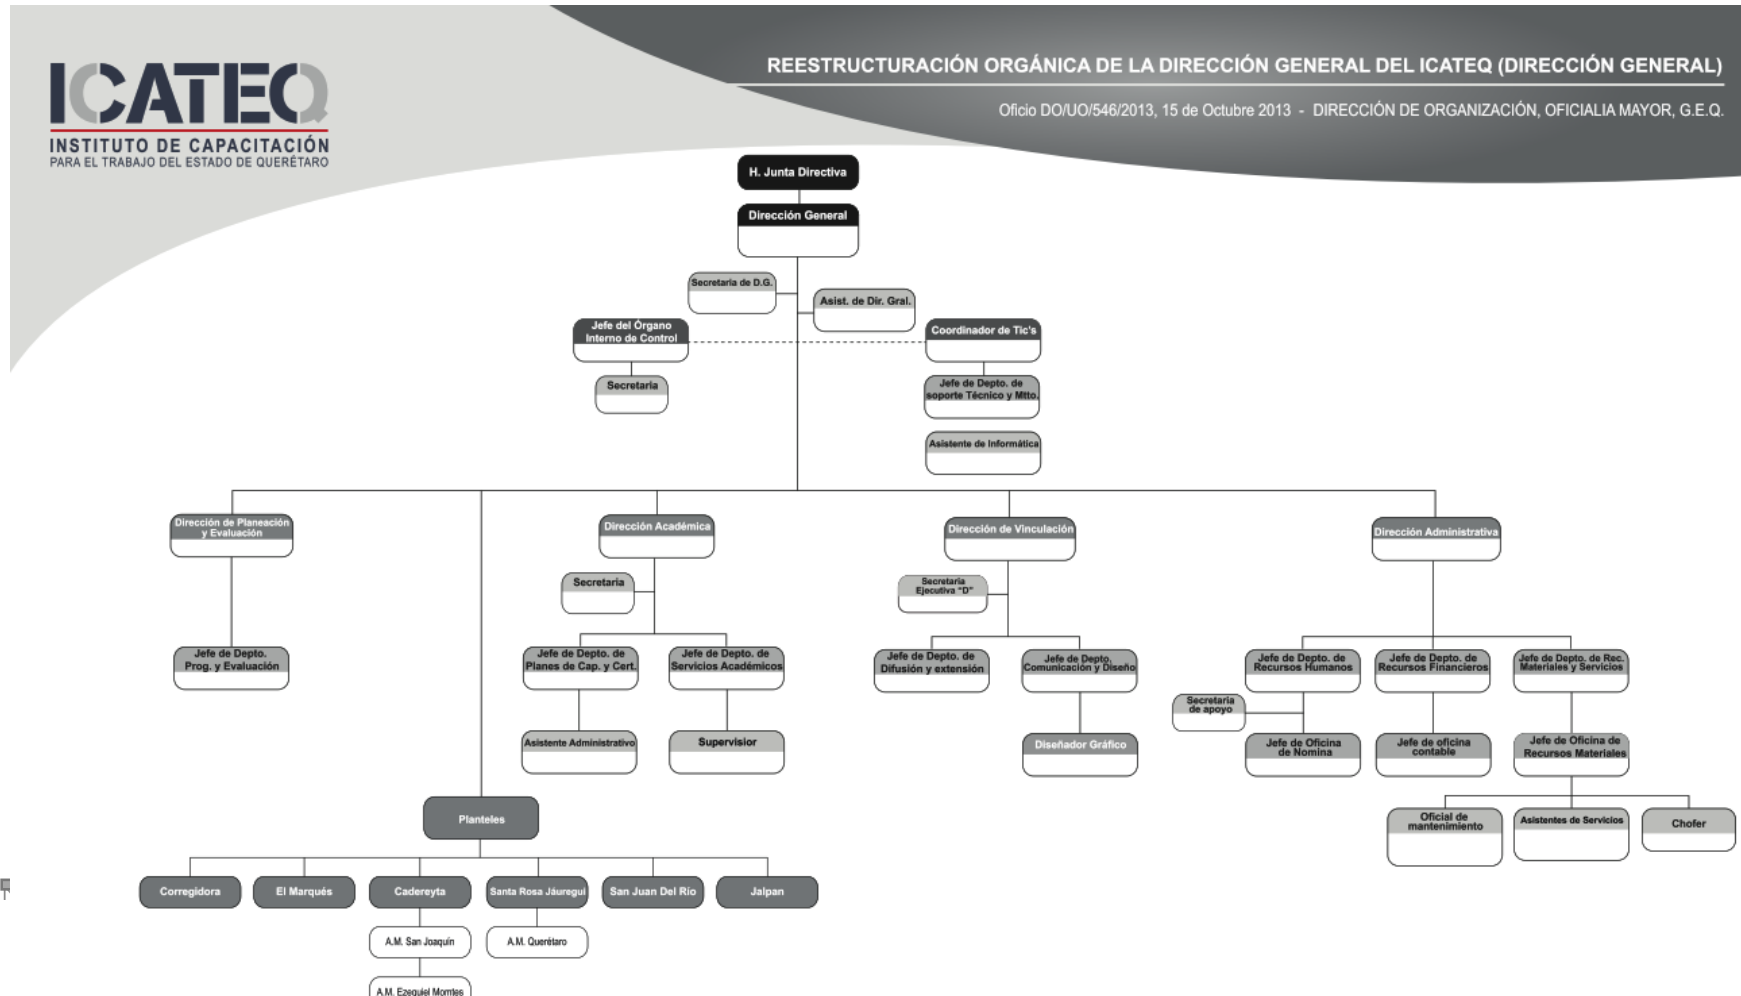 ICATEQ
INSTITUTO DE CAPACITACIÓN
PARA EL TRABAJO DEL ESTADO DE QUERÉTARO
REESTRUCTURACIÓN ORGÁNICA DE LA DIRECCIÓN GENERAL DEL ICATEQ (DIRECCIÓN GENERAL)
Oficio DO/UO/546/2013, 15 de Octubre 2013 - DIRECCIÓN DE ORGANIZACIÓN, OFICIALIA MAYOR, G.E.Q.
H. Junta Directiva
Dirección General
Secretaria de D.G.
Asist. de Dir. Gral.
Jefe del Órgano
Interno de Control
Coordinador de Tic's
Secretaria
Jefe de Depto. de
soporte Técnico y Mtto.
Asistente de Informática
Dirección de Planeación
y Evaluación
Dirección Académica
Dirección de Vinculación
Dirección Administrativa
Secretaria
Secretaria
Ejecutiva "D"
Jefe de Depto.
Prog. y Evaluación
Jefe de Depto. de
Planes de Cap. y Cert.
Jefe de Depto. de
Servicios Académicos
Jefe de Depto. de
Difusión y extensión
Jefe de Depto.
Comunicación y Diseño
Jefe de Depto. de
Recursos Humanos
Jefe de Depto. de
Recursos Financieros
Jefe de Depto. de Rec.
Materiales y Servicios
Secretaria
de apoyo
Asistente Administrativo
Supervisior
Diseñador Gráfico
Jefe de Oficina
de Nomina
Jefe de oficina
contable
Jefe de Oficina de
Recursos Materiales
Oficial de
mantenimiento
Asistentes de Servicios
Chofer
Planteles
Corregidora
El Marqués
Cadereyta
Santa Rosa Jáuregui
San Juan Del Río
Jalpan
A.M. San Joaquín
A.M. Querétaro
A.M. Ezequiel Momtes